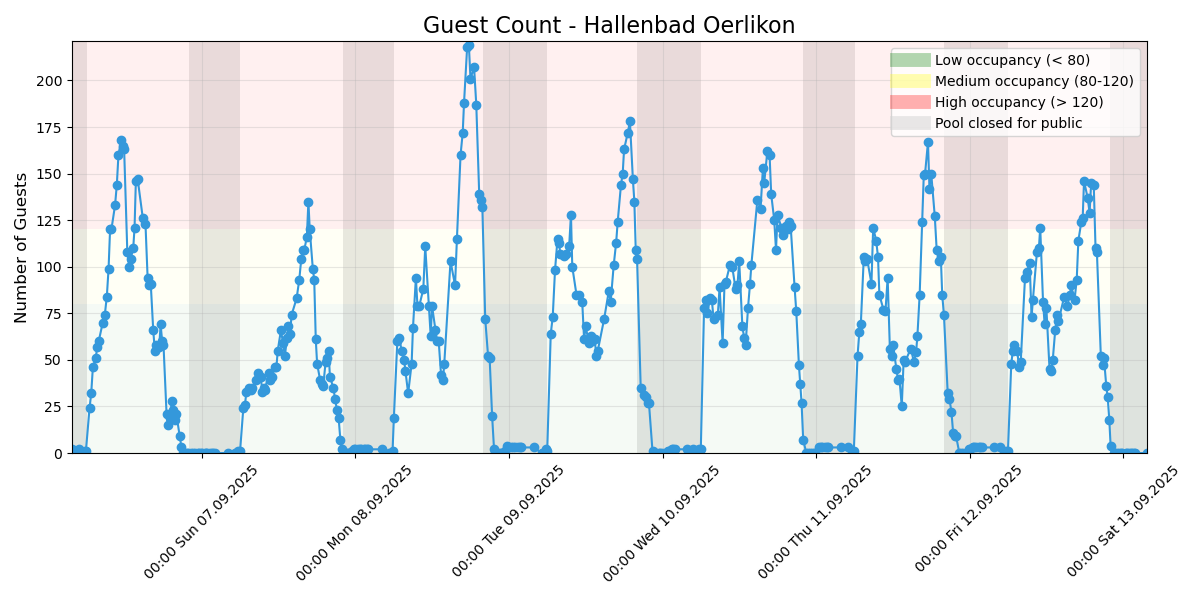 Guest Count - Hallenbad Oerlikon
Low occupancy (< 80)
Medium occupancy (80-120)
High occupancy (> 120)
Pool closed for public
Number of Guests
200
175
150
125
100
75
50
25
0
00:00 Sun 07.09.2025
00:00 Mon 08.09.2025
00:00 Tue 09.09.2025
00:00 Wed 10.09.2025
00:00 Thu 11.09.2025
00:00 Fri 12.09.2025
00:00 Sat 13.09.2025